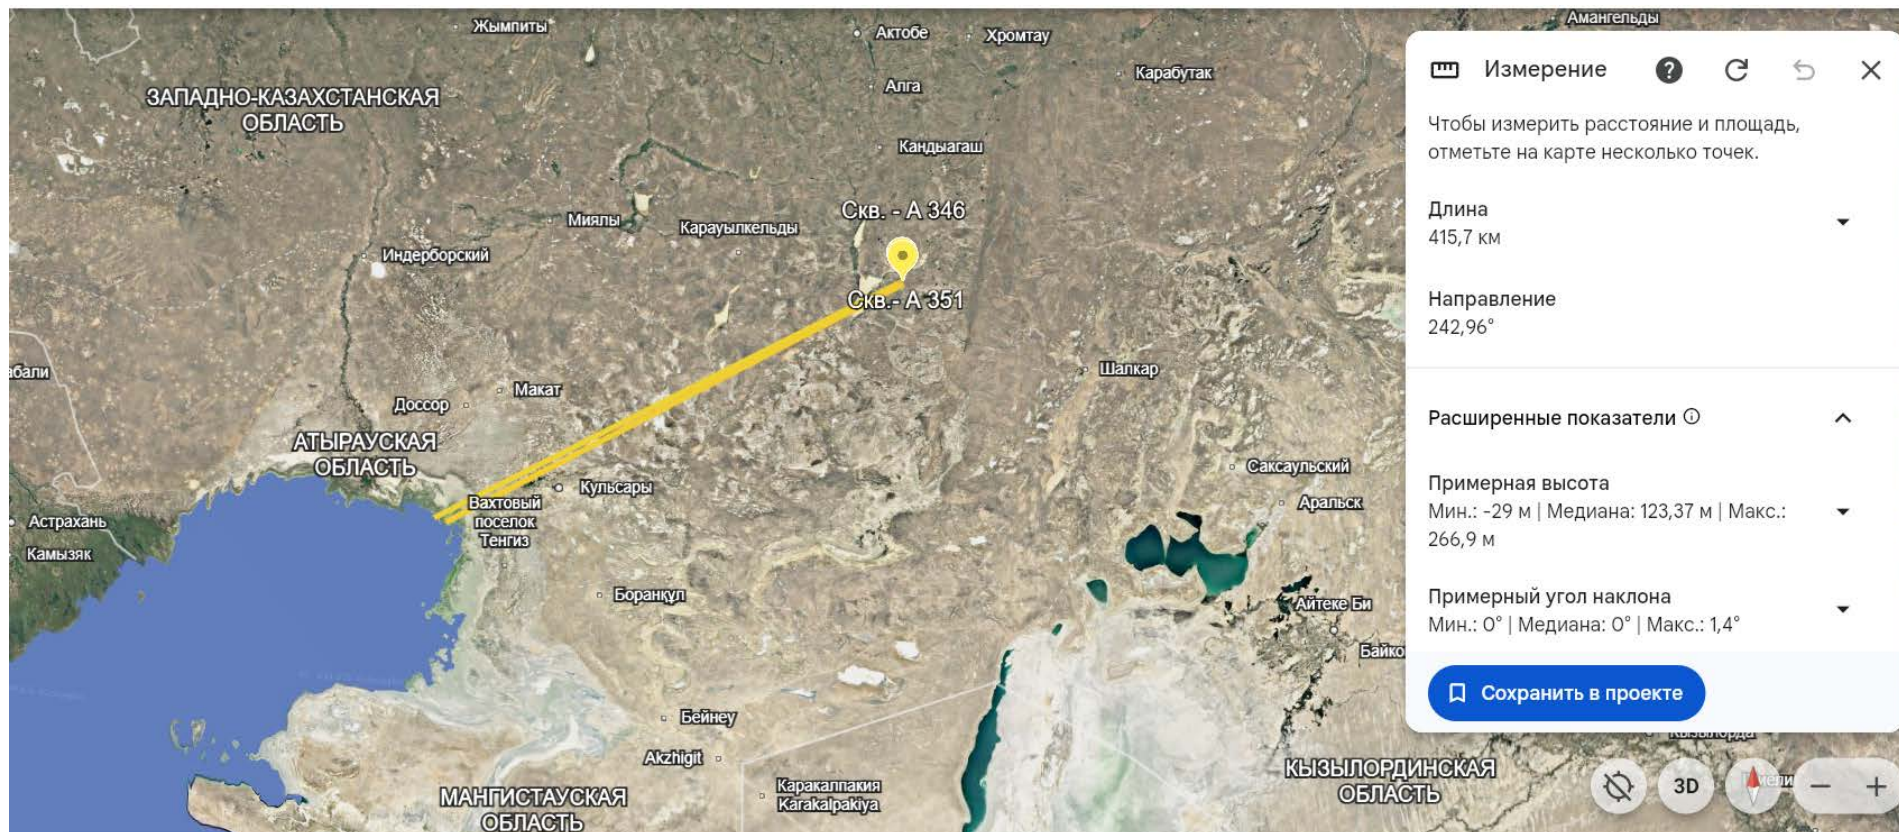 Жымпиты
Актобе
Хромтау
Амангельды
Карабутак
Алга
ЗАПАДНО-КАЗАХСТАНСКАЯ
ОБЛАСТЬ
Кандыагаш
Скв. - А 346
Миялы
Карауылкельды
Индерборский
Скв.- А 351
Шалкар
абали
Макат
Доссор
АТЫРАУСКАЯ
ОБЛАСТЬ
Саксаульский
Кульсары
Аральск
Вахтовый
поселок
Тенгиз
Астрахань
Камызяк
Боранқұл
Айтеке Би
Байко
Бейнеу
Akzhigit
Каракалпакия
Karakalpakiya
МАНГИСТАУСКАЯ
ОБЛАСТЬ
КЫЗЫЛОРДИНСКАЯ
ОБЛАСТЬ
Кызылорда
Измерение
?
Чтобы измерить расстояние и площадь,
отметьте на карте несколько точек.
Длина
415,7 км
Направление
242,96°
Расширенные показатели
Примерная высота
Мин.: -29 м | Медиана: 123,37 м | Макс.:
266,9 м
Примерный угол наклона
Мин.: 0° | Медиана: 0° | Макс.: 1,4°
Сохранить в проекте
3D